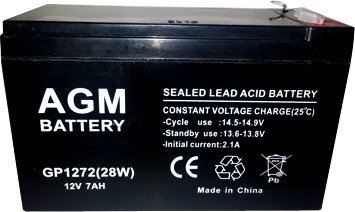 AGM
BATTERY
GP1272(28W)
12V 7AH
SEALED LEAD ACID BATTERY
CONSTANT VOLTAGE CHARGE(25℃)
-Cycle use :14.5-14.9V
-Standby use :13.6-13.8V
-Initial current:2.1A
Made in China
Pb